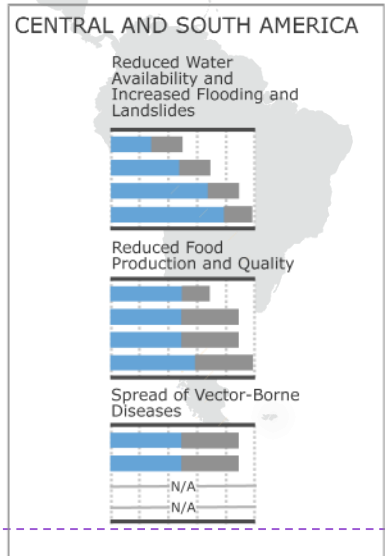 CENTRAL AND SOUTH AMERICA
Reduced Water
Availability and
Increased Flooding and
Landslides
Reduced Food
Production and Quality
Spread of Vector-Borne
Diseases
N/A
N/A